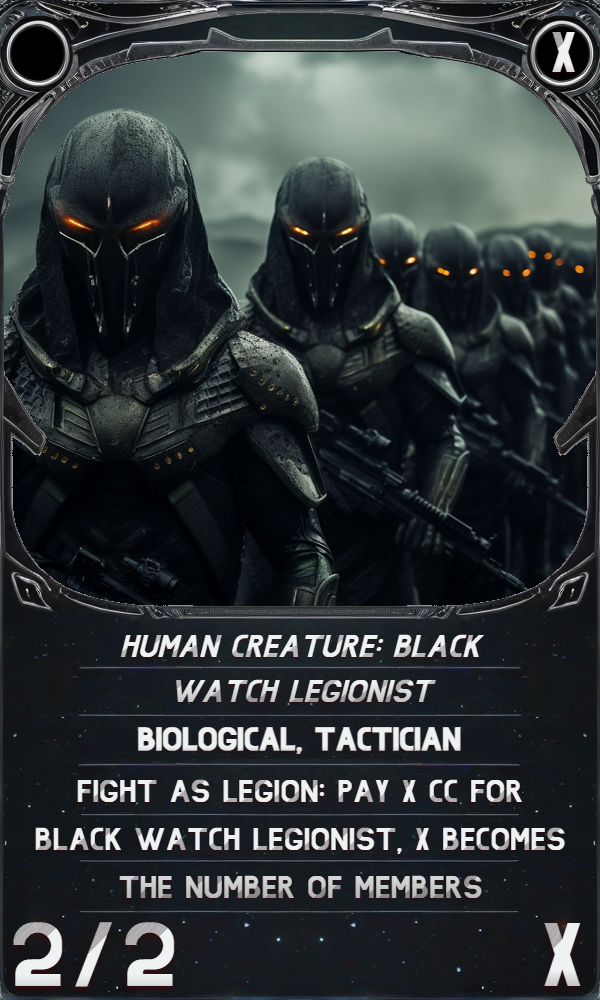 X
HUMAN CREATURE: BLACK
WATCH LEGIONIST
BIOLOGICAL, TACTICIAN
FIGHT AS LEGION: PAY X CC FOR
BLACK WATCH LEGIONIST, X BECOMES
THE NUMBER OF MEMBERS
2/2
X